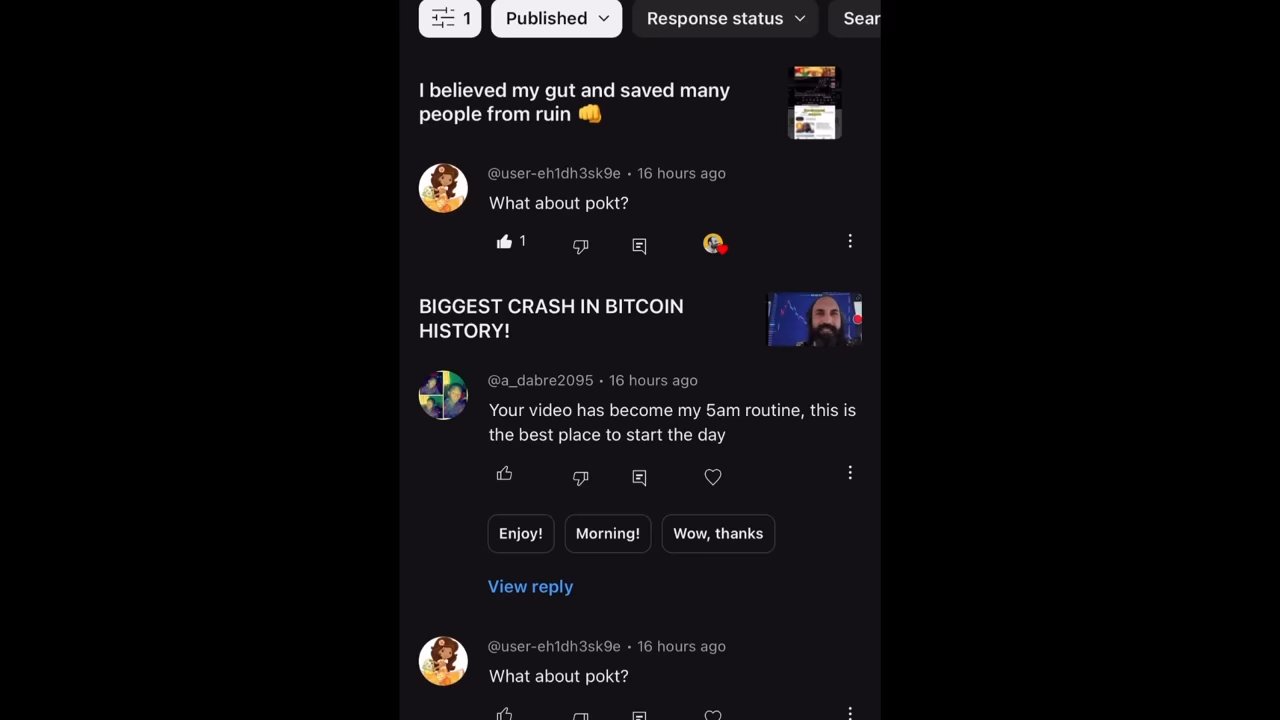 1
Published
Response status
Sear
I believed my gut and saved many
people from ruin 👊
@user-eh1dh3sk9e • 16 hours ago
What about pokt?
1
BIGGEST CRASH IN BITCOIN
HISTORY!
@a_dabre2095 • 16 hours ago
Your video has become my 5am routine, this is
the best place to start the day
Enjoy!
Morning!
Wow, thanks
View reply
@user-eh1dh3sk9e • 16 hours ago
What about pokt?